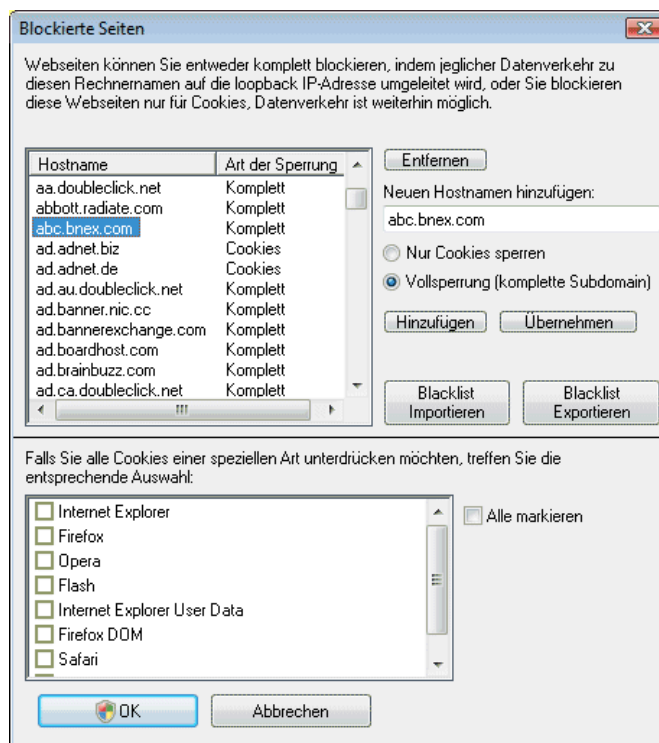 Blockierte Seiten
Webseiten können Sie entweder komplett blockieren, indem jeglicher Datenverkehr zu
diesen Rechnernamen auf die loopback IP-Adresse umgeleitet wird, oder Sie blockieren
diese Webseiten nur für Cookies, Datenverkehr ist weiterhin möglich.
Hostname Art der Sperrung
aa.doubleclick.net Komplett
abbott.radiate.com Komplett
abc.bnex.com Komplett
ad.adnet.biz Cookies
ad.adnet.de Cookies
ad.au.doubleclick.net Komplett
ad.banner.nic.cc Komplett
ad.bannerexchange.com Komplett
ad.boardhost.com Komplett
ad.brainbuzz.com Komplett
ad.ca.doubleclick.net Komplett
Entfernen
Neuen Hostnamen hinzufügen:
abc.bnex.com
Nur Cookies sperren
Vollsperrung (komplette Subdomain)
Hinzufügen Übernehmen
Blacklist
Importieren
Blacklist
Exportieren
Falls Sie alle Cookies einer speziellen Art unterdrücken möchten, treffen Sie die
entsprechende Auswahl:
Internet Explorer
Firefox
Opera
Flash
Internet Explorer User Data
Firefox DOM
Safari
Alle markieren
OK Abbrechen